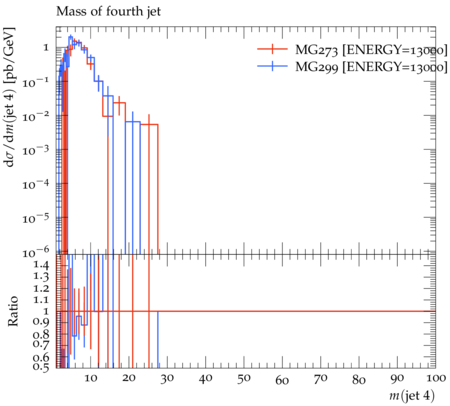 Mass of fourth jet
dσ/dm(jet 4) [pb/GeV]
MG273 [ENERGY=13000]
MG299 [ENERGY=13000]
1
10⁻¹
10⁻²
10⁻³
10⁻⁴
10⁻⁵
10⁻⁶
Ratio
1.4
1.3
1.2
1.1
1
0.9
0.8
0.7
0.6
0.5
10 20 30 40 50 60 70 80 90 100
m(jet 4)